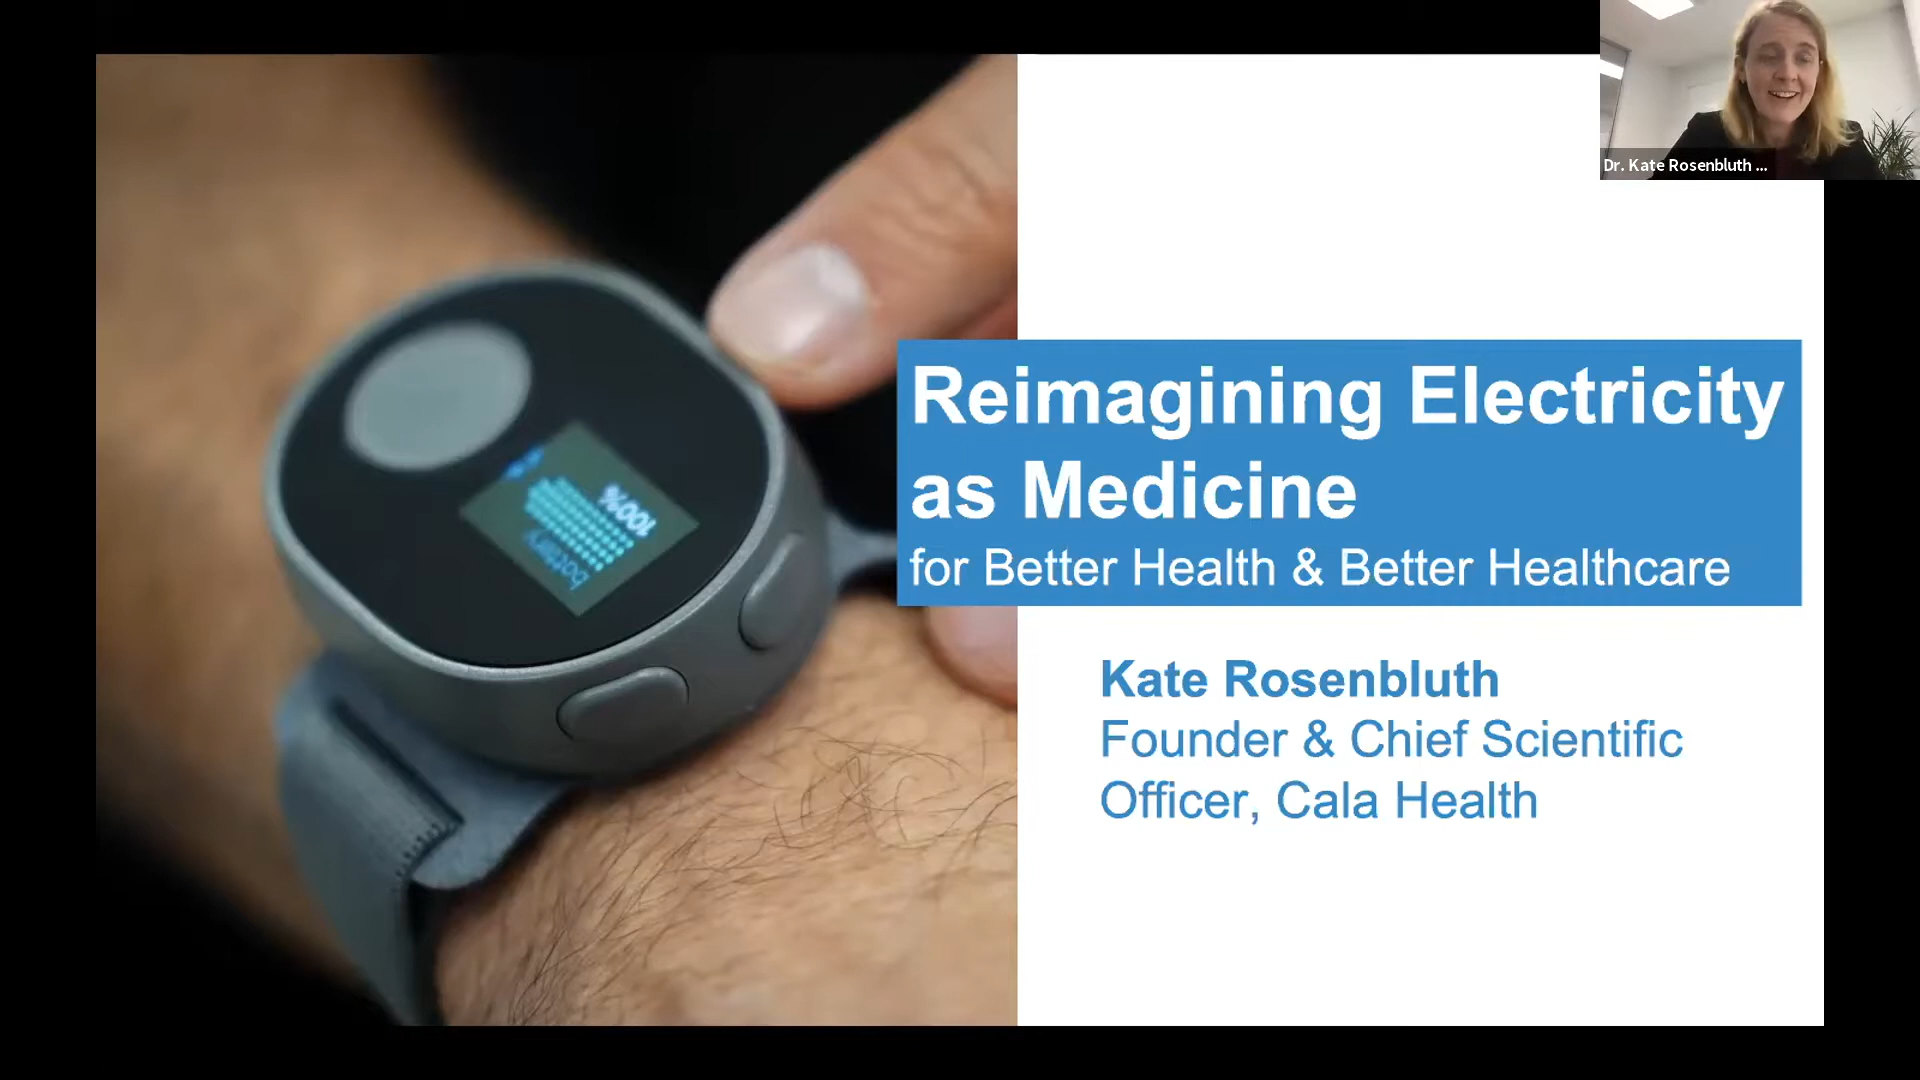 Dr. Kate Rosenbluth ...
Reimagining Electricity
as Medicine
for Better Health & Better Healthcare
Kate Rosenbluth
Founder & Chief Scientific
Officer, Cala Health
100%
battery